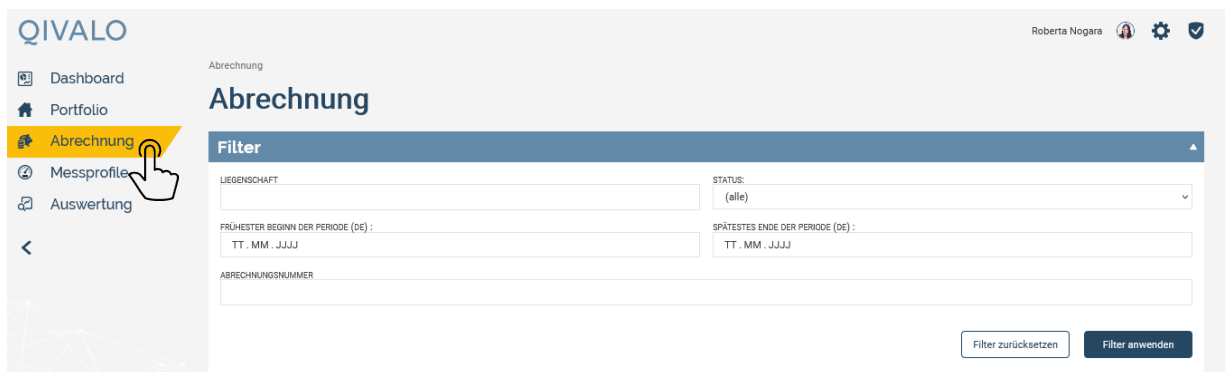 QIVALO
Roberta Nogara
Dashboard
Portfolio
Abrechnung
Messprofile
Auswertung
Abrechnung
Abrechnung
Filter
LIEGENSCHAFT
STATUS:
(alle)
FRÜHESTER BEGINN DER PERIODE (DE) :
SPÄTESTES ENDE DER PERIODE (DE) :
TT . MM . JJJJ
TT . MM . JJJJ
ABRECHNUNGSNUMMER
Filter zurücksetzen
Filter anwenden